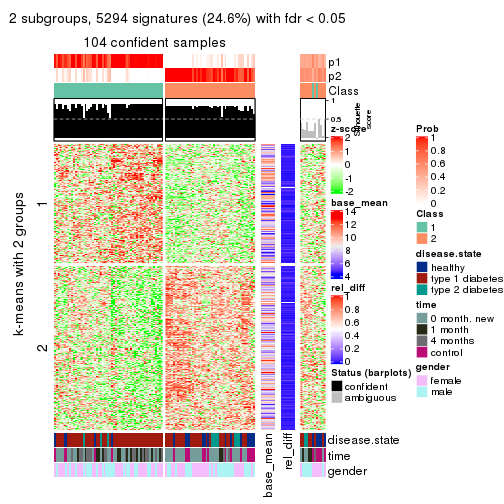 2 subgroups, 5294 signatures (24.6%) with fdr < 0.05
104 confident samples
p1
p2
Class
1
0.5
0
Silhouette
score
k-means with 2 groups
1
2
z-score
2
1
0
-1
-2
base_mean
14
12
10
8
6
4
rel_diff
1
0.8
0.6
0.4
0.2
0
Status (barplots)
confident
ambiguous
Prob
1
0.8
0.6
0.4
0.2
0
Class
1
2
disease.state
healthy
type 1 diabetes
type 2 diabetes
time
0 month. new
1 month
4 months
control
gender
female
male
disease.state
time
gender
base_mean
rel_diff